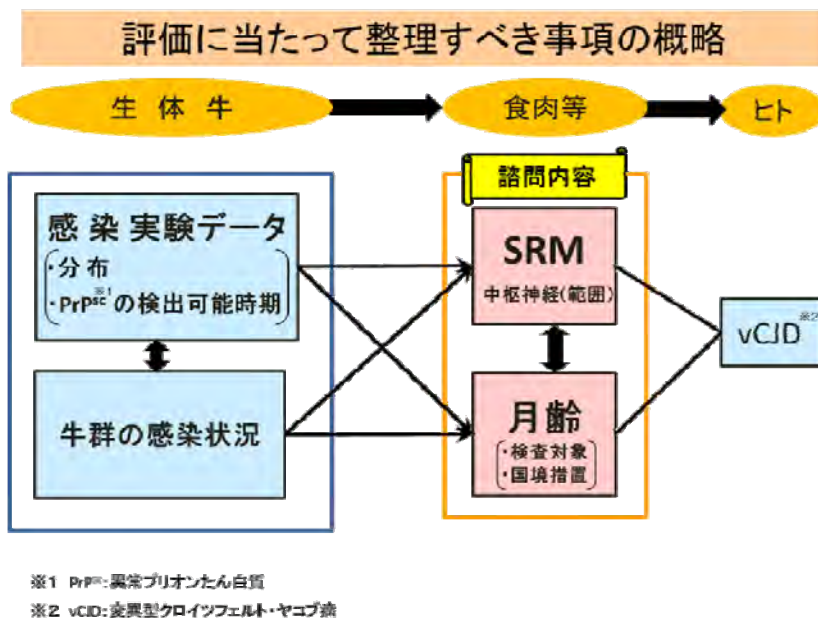 評価に当たって整理すべき事項の概略
生体牛
食肉等
ヒト
諮問内容
感染実験データ
・分布
・PrPsc※1の検出可能時期
牛群の感染状況
SRM
中枢神経(範囲)
月齢
・検査対象
・国境措置
vCJD※2
※1 PrPsc:異常プリオンたん白質
※2 vCJD:変異型クロイツフェルト・ヤコブ病